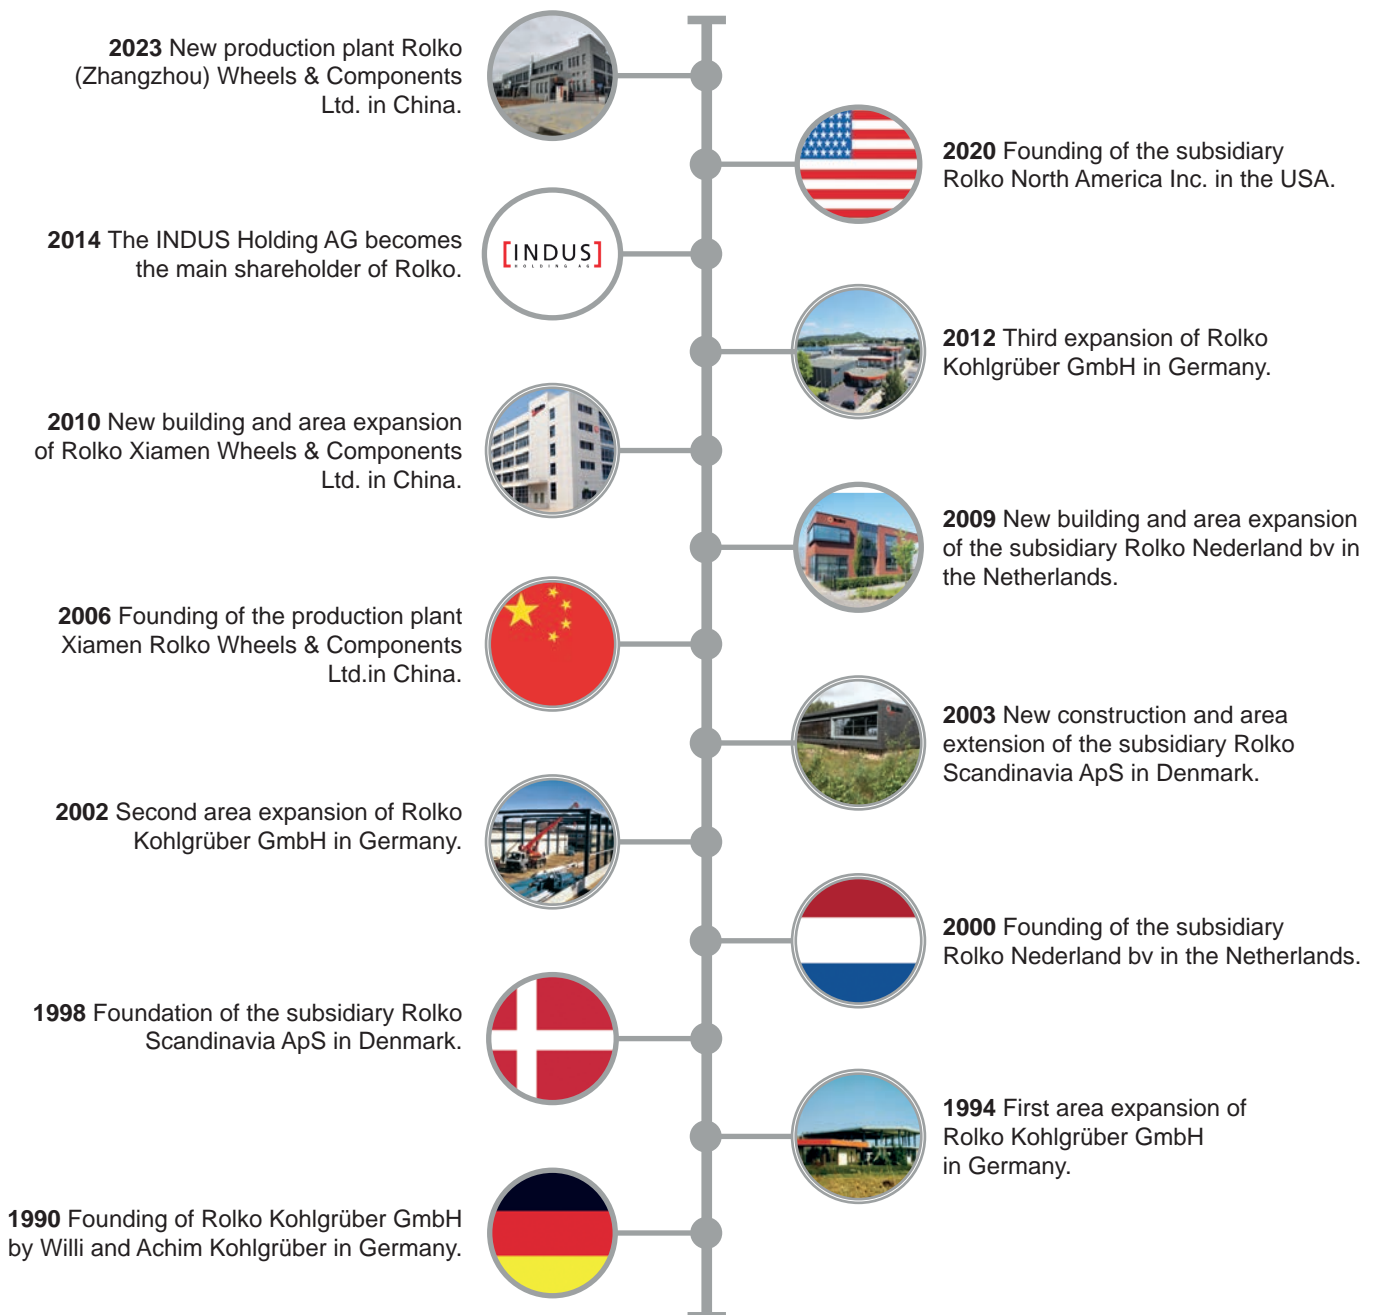 2023 New production plant Rolko
(Zhangzhou) Wheels & Components
Ltd. in China.
2020 Founding of the subsidiary
Rolko North America Inc. in the USA.
2014 The INDUS Holding AG becomes
the main shareholder of Rolko.
[INDUS]
HOLDING AG
2012 Third expansion of Rolko
Kohlgrüber GmbH in Germany.
2010 New building and area expansion
of Rolko Xiamen Wheels & Components
Ltd. in China.
2009 New building and area expansion
of the subsidiary Rolko Nederland bv in
the Netherlands.
2006 Founding of the production plant
Xiamen Rolko Wheels & Components
Ltd.in China.
2003 New construction and area
extension of the subsidiary Rolko
Scandinavia ApS in Denmark.
2002 Second area expansion of Rolko
Kohlgrüber GmbH in Germany.
2000 Founding of the subsidiary
Rolko Nederland bv in the Netherlands.
1998 Foundation of the subsidiary Rolko
Scandinavia ApS in Denmark.
1994 First area expansion of
Rolko Kohlgrüber GmbH
in Germany.
1990 Founding of Rolko Kohlgrüber GmbH
by Willi and Achim Kohlgrüber in Germany.